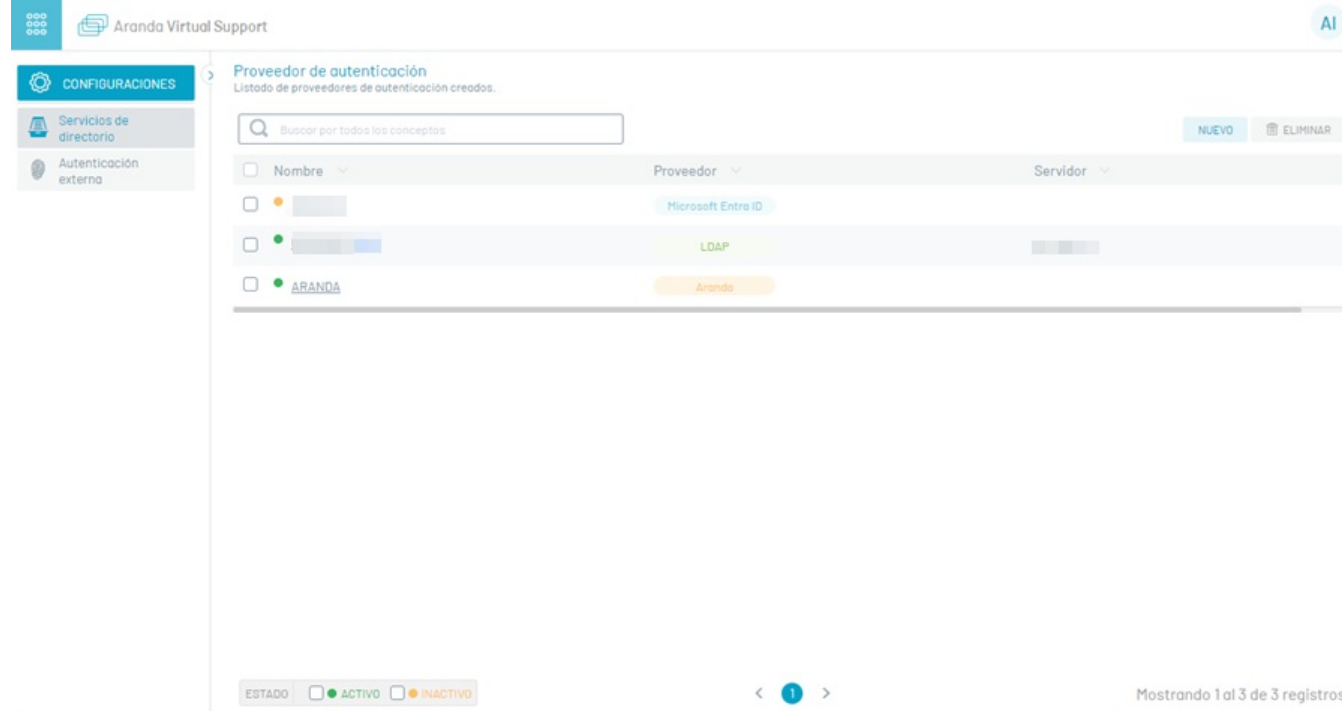 Aranda Virtual Support
AI
CONFIGURACIONES
Servicios de
directorio
Autenticación
externa
Proveedor de autenticación
Listado de proveedores de autenticación creados.
Buscar por todos los conceptos
NUEVO ELIMINAR
Nombre Proveedor Servidor
Microsoft Entra ID
LDAP
ARANDA Aranda
ESTADO ACTIVO INACTIVO
< 1 >
Mostrando 1 al 3 de 3 registros